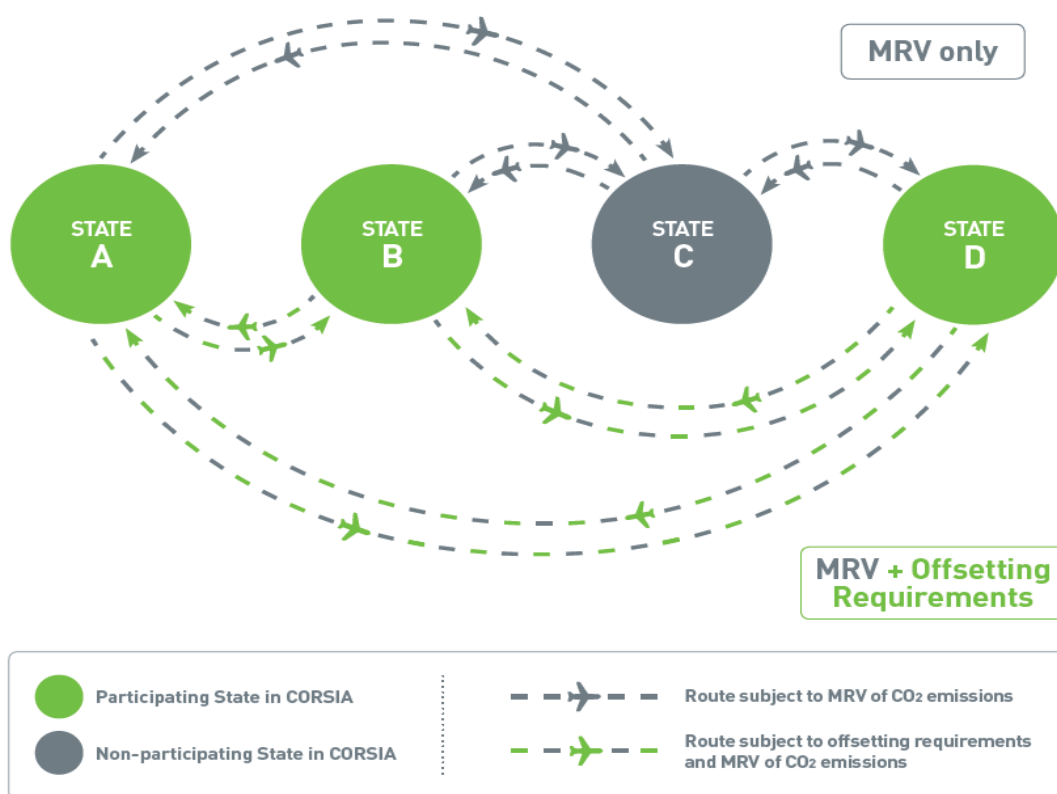 MRV only
STATE
A
STATE
B
STATE
C
STATE
D
MRV + Offsetting
Requirements
Participating State in CORSIA
Route subject to MRV of CO₂ emissions
Non-participating State in CORSIA
Route subject to offsetting requirements
and MRV of CO₂ emissions